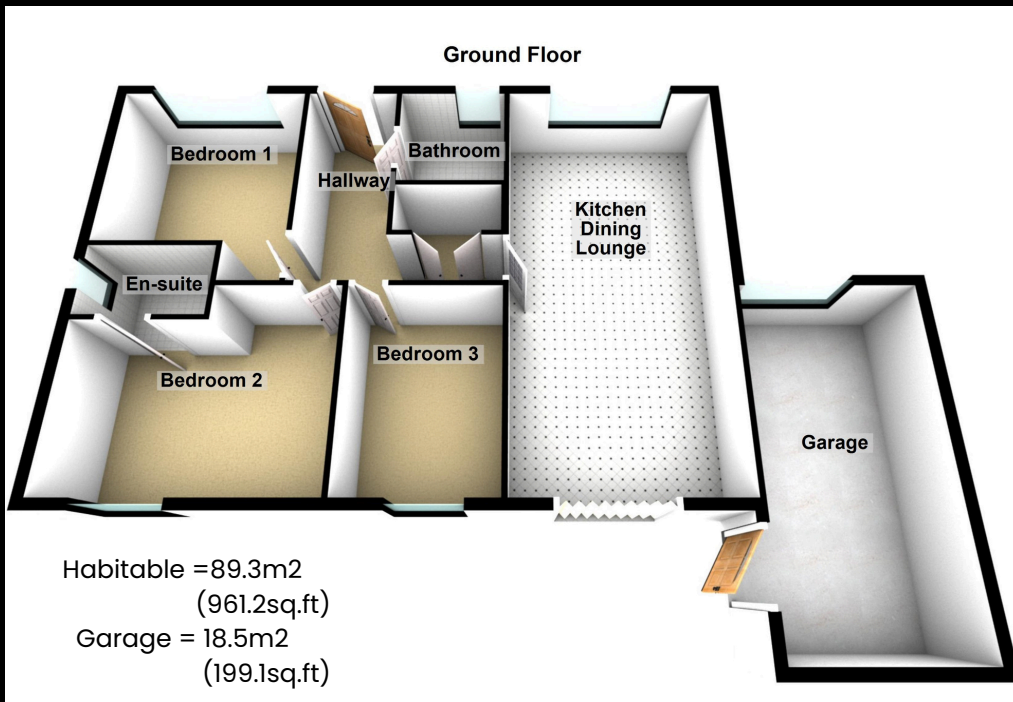 Ground Floor
Bedroom 1
Bathroom
Hallway
Kitchen
Dining
Lounge
En-suite
Bedroom 3
Bedroom 2
Garage
Habitable =89.3m2
(961.2sq.ft)
Garage = 18.5m2
(199.1sq.ft)